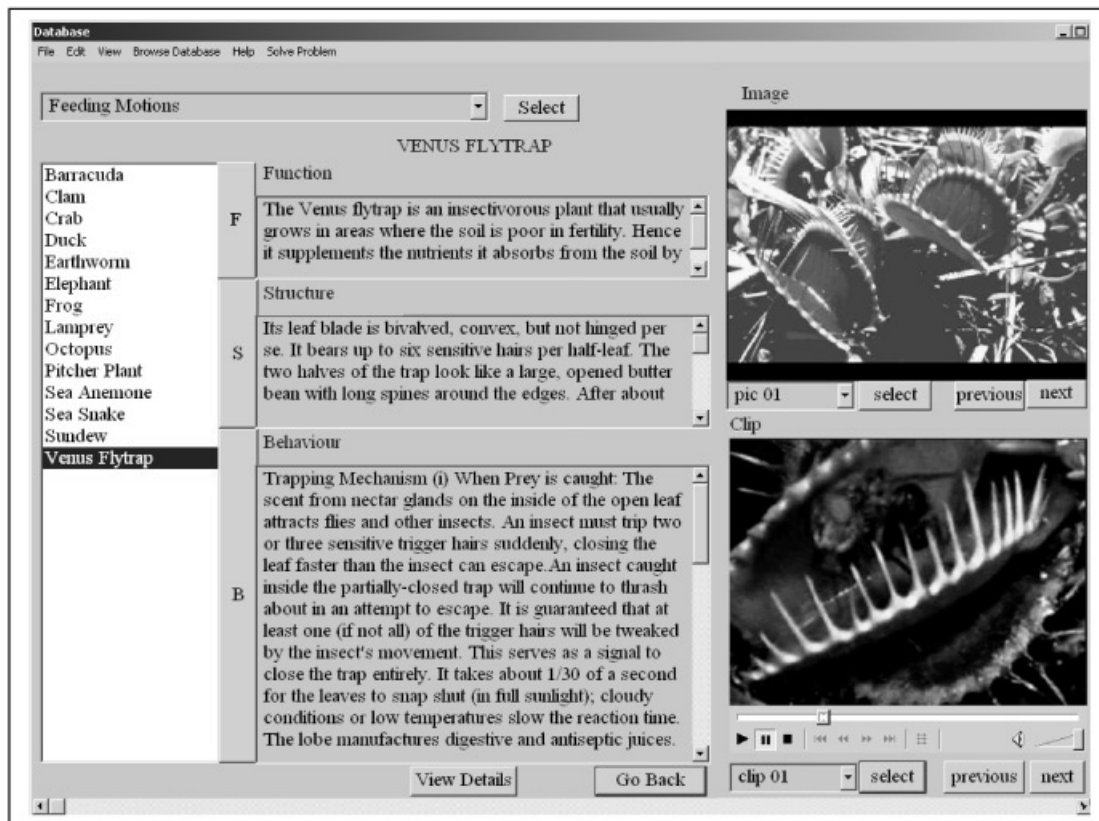 Database
File Edit View Browse Database Help Solve Problem
Feeding Motions
Select
VENUS FLYTRAP
Barracuda
Clam
Crab
Duck
Earthworm
Elephant
Frog
Lamprey
Octopus
Pitcher Plant
Sea Anemone
Sea Snake
Sundew
Venus Flytrap
F
Function
The Venus flytrap is an insectivorous plant that usually
grows in areas where the soil is poor in fertility. Hence
it supplements the nutrients it absorbs from the soil by
S
Structure
Its leaf blade is bivalved, convex, but not hinged per
se. It bears up to six sensitive hairs per half-leaf. The
two halves of the trap look like a large, opened butter
bean with long spines around the edges. After about
B
Behaviour
Trapping Mechanism (i) When Prey is caught: The
scent from nectar glands on the inside of the open leaf
attracts flies and other insects. An insect must trip two
or three sensitive trigger hairs suddenly, closing the
leaf faster than the insect can escape.An insect caught
inside the partially-closed trap will continue to thrash
about in an attempt to escape. It is guaranteed that at
least one (if not all) of the trigger hairs will be tweaked
by the insect's movement. This serves as a signal to
close the trap entirely. It takes about 1/30 of a second
for the leaves to snap shut (in full sunlight); cloudy
conditions or low temperatures slow the reaction time.
The lobe manufactures digestive and antiseptic juices.
View Details
Go Back
Image
pic 01
select
previous
next
Clip
clip 01
select
previous
next